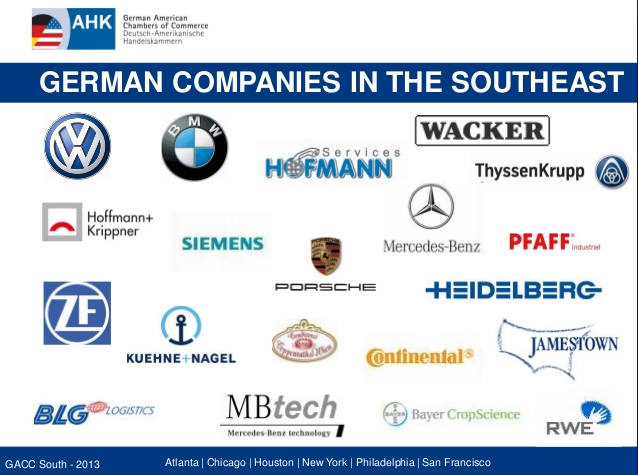 AHK
German American
Chambers of Commerce
Deutsch-Amerikanische
Handelskammern
GERMAN COMPANIES IN THE SOUTHEAST
VW
BMW
Services
HOFMANN
WACKER
ThyssenKrupp
Hoffmann+
Krippner
SIEMENS
PORSCHE
Mercedes-Benz
PFAFF® Industrial
ZF
KUEHNE+NAGEL
HEIDELBERG
Continental
JAMESTOWN
BLG LOGISTICS
MBtech
Mercedes-Benz technology
BAYER
Bayer CropScience
RWE
GACC South - 2013
Atlanta | Chicago | Houston | New York | Philadelphia | San Francisco